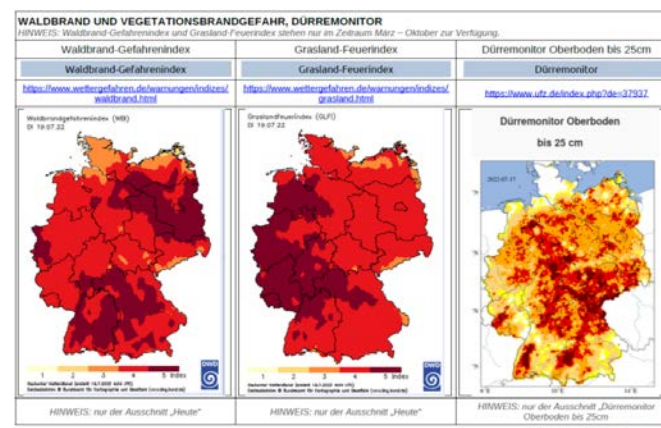 WALDBRAND UND VEGETATIONSBRANDGEFAHR, DÜRREMONITOR
HINWEIS: Waldbrand-Gefahrenindex und Grasland-Feuerindex stehen nur im Zeitraum März – Oktober zur Verfügung.
Waldbrand-Gefahrenindex
Grasland-Feuerindex
Dürremonitor Oberboden bis 25cm
Waldbrand-Gefahrenindex
Grasland-Feuerindex
Dürremonitor
https://www.wettergefahren.de/warnungen/indizes/
waldbrand.html
https://www.wettergefahren.de/warnungen/indizes/
grasland.html
https://www.ufz.de/index.php?de=37937
Waldbrandgefahrenindex (WBI)
DI 19.07.22
1 2 3 4 5 Index
DWD
GraslandFeuerIndex (GLFI)
DI 19.07.22
1 2 3 4 5 Index
DWD
Dürremonitor Oberboden
bis 25 cm
2022-07-17
HINWEIS: nur der Ausschnitt „Heute“
HINWEIS: nur der Ausschnitt „Heute“
HINWEIS: nur der Ausschnitt „Dürremonitor
Oberboden bis 25cm